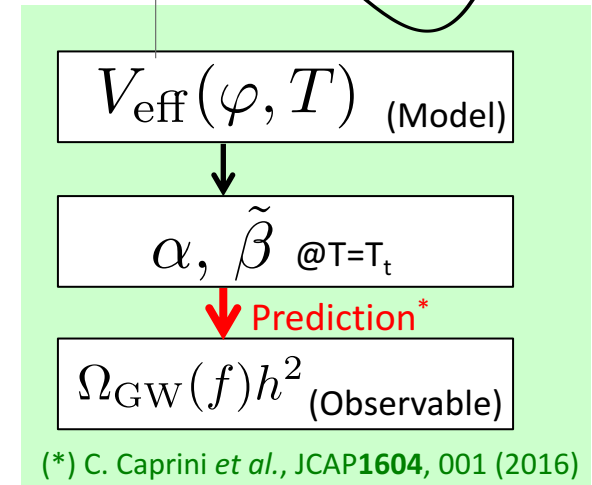 V_eff(φ, T) (Model)
α, β̃ @T=T_t
Prediction*
Ω_GW(f)h² (Observable)
(*) C. Caprini et al., JCAP1604, 001 (2016)